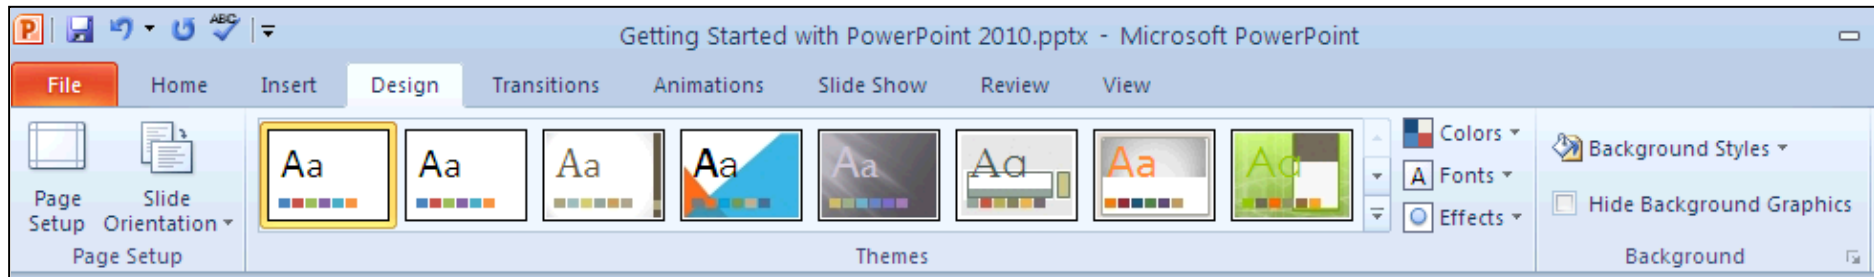 P
ABC
Getting Started with PowerPoint 2010.pptx - Microsoft PowerPoint
File Home Insert Design Transitions Animations Slide Show Review View
Page Setup
Slide Orientation
Page Setup
Aa Aa Aa Aa Aa Aa Aa Aa
Themes
Colors
A Fonts
Effects
Background Styles
Hide Background Graphics
Background